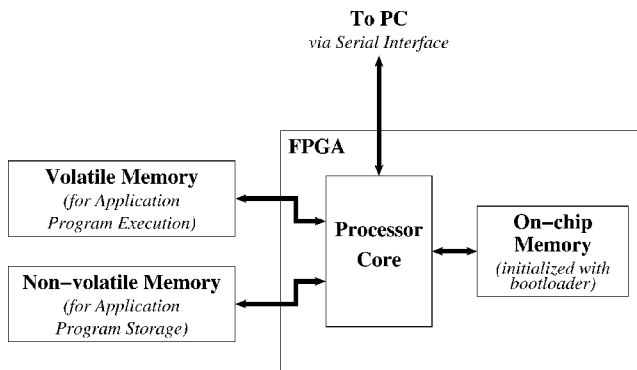 To PC
via Serial Interface
FPGA
Volatile Memory
(for Application
Program Execution)
Non-volatile Memory
(for Application
Program Storage)
Processor
Core
On-chip
Memory
(initialized with
bootloader)